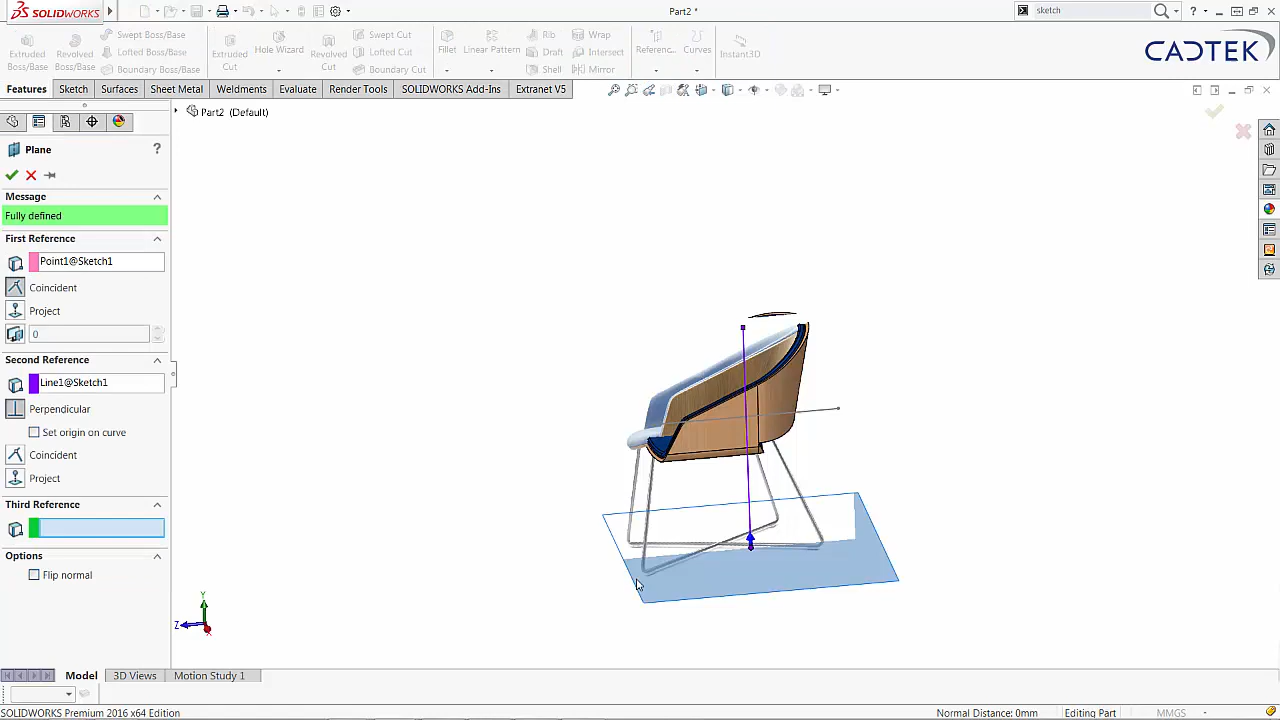 SOLIDWORKS
Part2 *
sketch
?
Extruded Boss/Base
Revolved Boss/Base
Swept Boss/Base
Lofted Boss/Base
Boundary Boss/Base
Extruded Cut
Hole Wizard
Revolved Cut
Swept Cut
Lofted Cut
Boundary Cut
Fillet
Linear Pattern
Rib
Draft
Shell
Wrap
Intersect
Mirror
Referenc...
Curves
Instant3D
CADTEK
Features
Sketch
Surfaces
Sheet Metal
Weldments
Evaluate
Render Tools
SOLIDWORKS Add-Ins
Extranet V5
Part2 (Default)
Plane
?
Message
Fully defined
First Reference
Point1@Sketch1
Coincident
Project
0
Second Reference
Line1@Sketch1
Perpendicular
Set origin on curve
Coincident
Project
Third Reference
Options
Flip normal
Y
Z
X
Model
3D Views
Motion Study 1
SOLIDWORKS Premium 2016 x64 Edition
Normal Distance: 0mm
Editing Part
MMGS